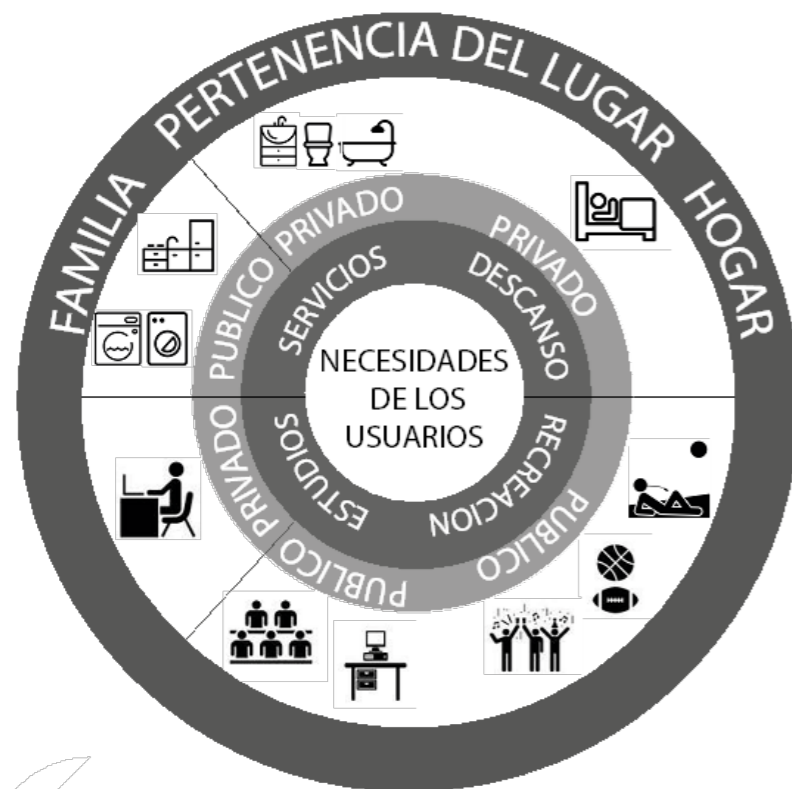 FAMILIA PERTENENCIA DEL LUGAR HOGAR
PUBLICO PRIVADO
PRIVADO
SERVICIOS
DESCANSO
NECESIDADES
DE LOS
USUARIOS
ESTUDIOS
RECREACION
PRIVADO
PUBLICO
PUBLICO